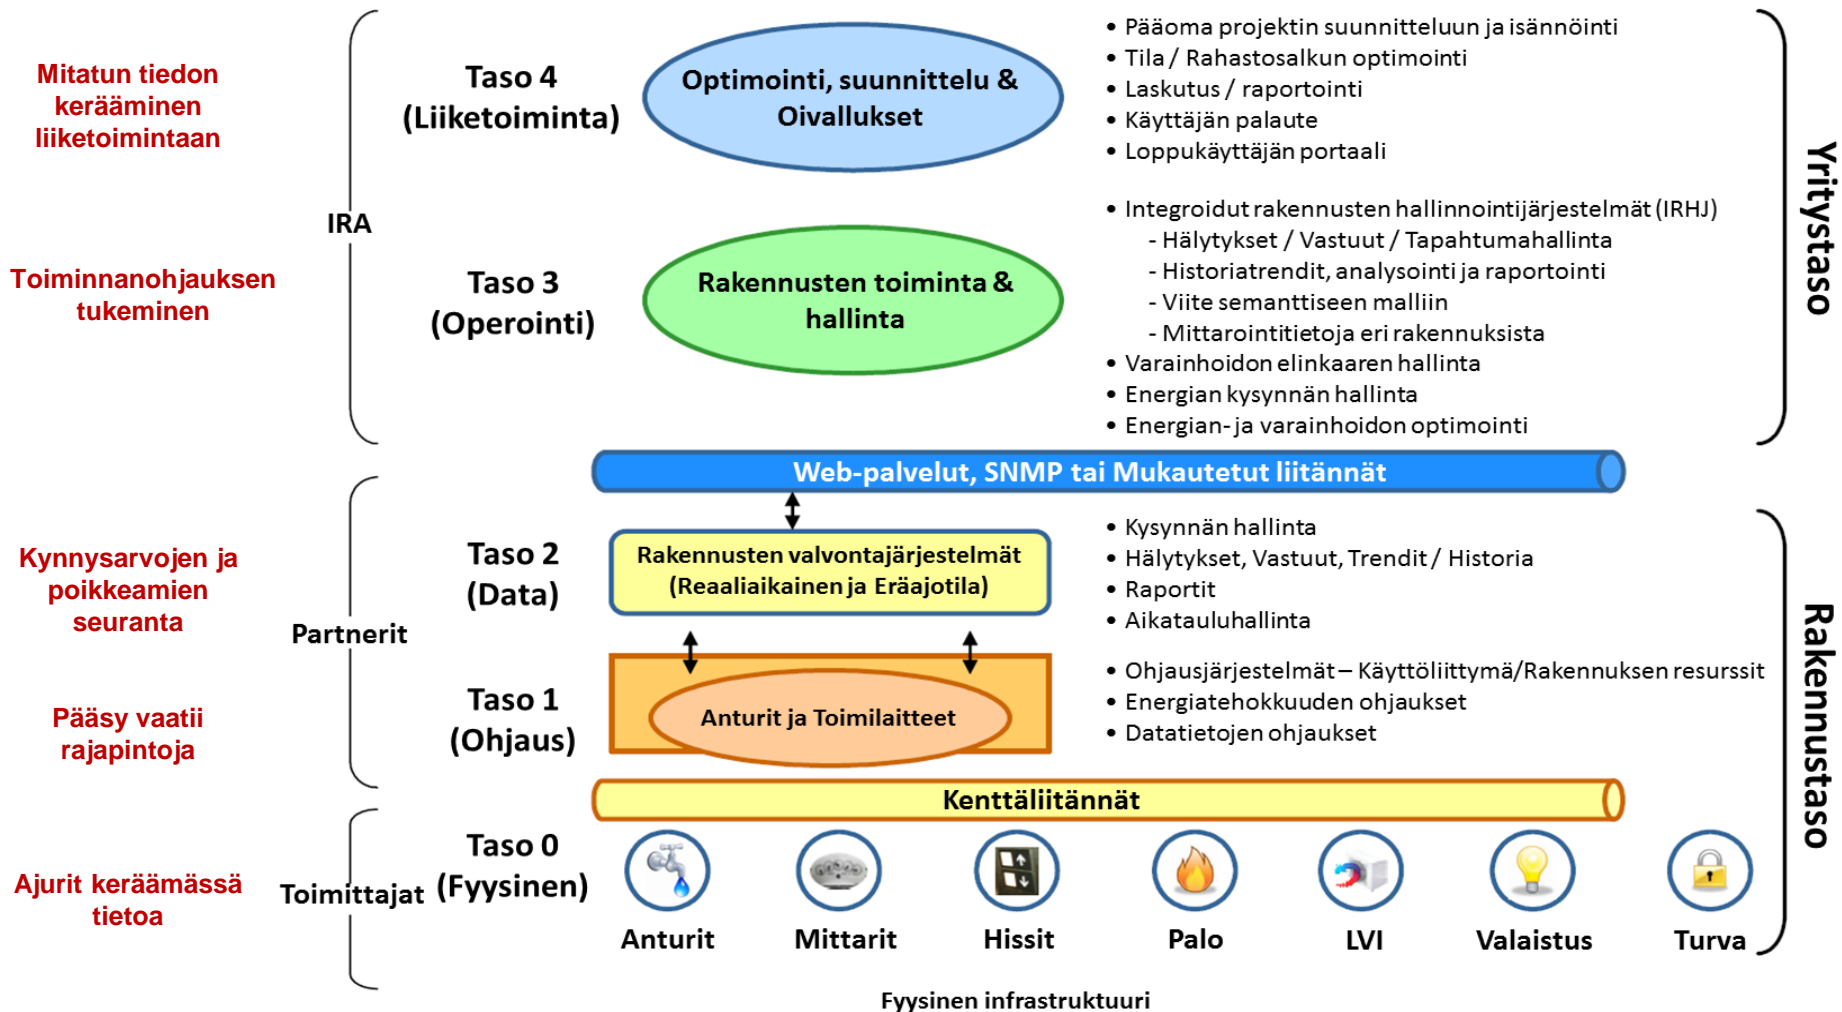 Mitatun tiedon
kerääminen
liiketoimintaan
IRA
Taso 4
(Liiketoiminta)
Optimointi, suunnittelu &
Oivallukset
• Pääoma projektin suunnitteluun ja isännöinti
• Tila / Rahastosalkun optimointi
• Laskutus / raportointi
• Käyttäjän palaute
• Loppukäyttäjän portaali
Yritystaso
Toiminnanohjauksen
tukeminen
Taso 3
(Operointi)
Rakennusten toiminta &
hallinta
• Integroidut rakennusten hallinnointijärjestelmät (IRHJ)
- Hälytykset / Vastuut / Tapahtumahallinta
- Historiatrendit, analysointi ja raportointi
- Viite semanttiseen malliin
- Mittarointitietoja eri rakennuksista
• Varainhoidon elinkaaren hallinta
• Energian kysynnän hallinta
• Energian- ja varainhoidon optimointi
Web-palvelut, SNMP tai Mukautetut liitännät
Kynnysarvojen ja
poikkeamien
seuranta
Partnerit
Taso 2
(Data)
Rakennusten valvontajärjestelmät
(Reaaliaikainen ja Eräajotila)
• Kysynnän hallinta
• Hälytykset, Vastuut, Trendit / Historia
• Raportit
• Aikatauluhallinta
Rakennustaso
Pääsy vaatii
rajapintoja
Taso 1
(Ohjaus)
Anturit ja Toimilaitteet
• Ohjausjärjestelmät – Käyttöliittymä/Rakennuksen resurssit
• Energiatehokkuuden ohjaukset
• Datatietojen ohjaukset
Kenttäliitännät
Ajurit keräämässä
tietoa
Toimittajat
Taso 0
(Fyysinen)
Anturit
Mittarit
Hissit
Palo
LVI
Valaistus
Turva
Fyysinen infrastruktuuri